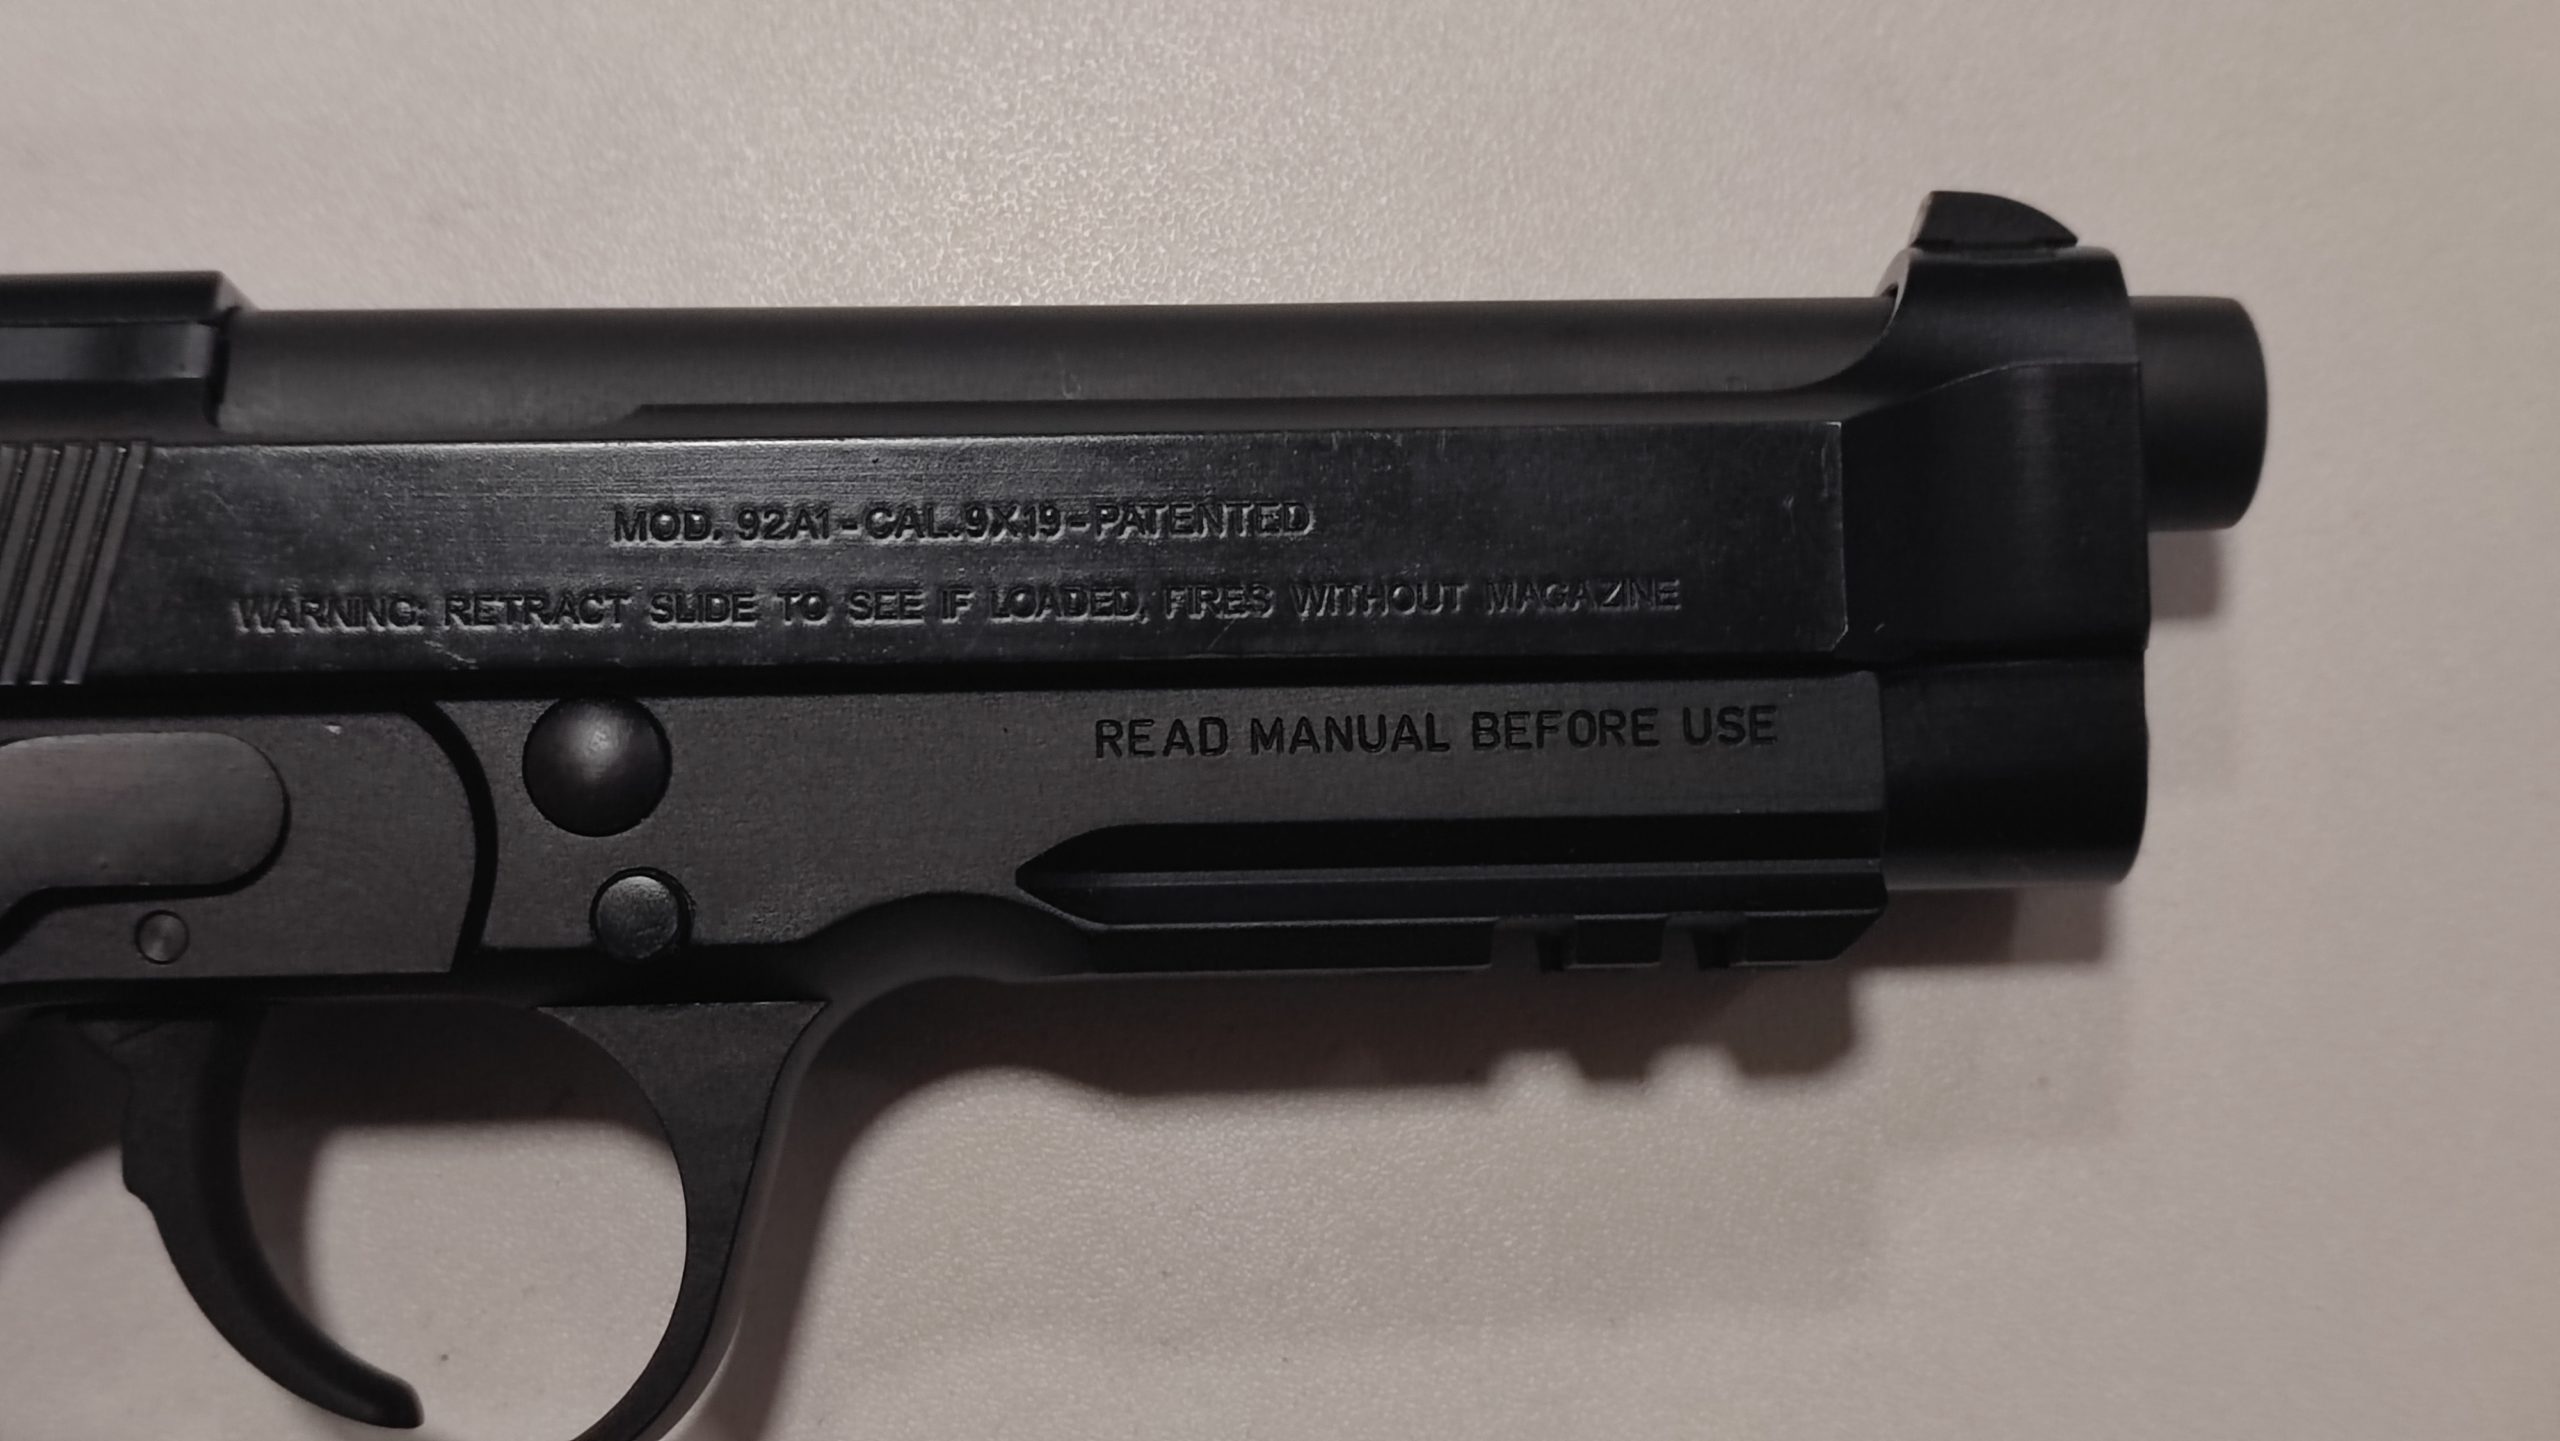 MOD. 92A1-CAL.9X19-PATENTED
WARNING: RETRACT SLIDE TO SEE IF LOADED, FIRES WITHOUT MAGAZINE
READ MANUAL BEFORE USE